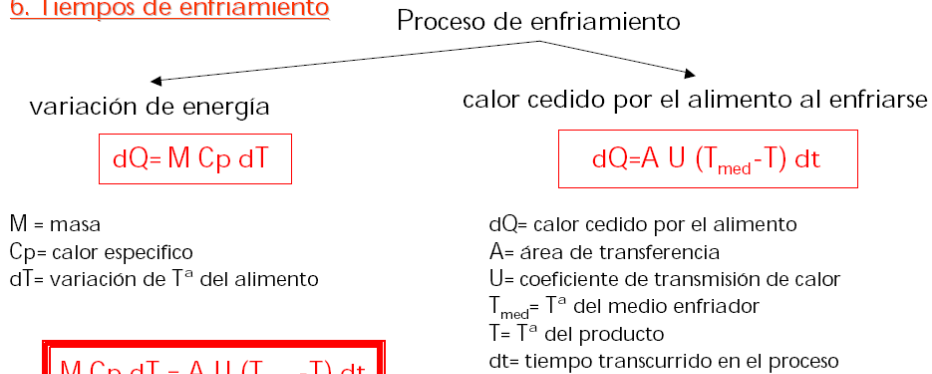 6. Tiempos de enfriamiento
Proceso de enfriamiento
variación de energía
dQ= M Cp dT
M = masa
Cp= calor especifico
dT= variación de Tª del alimento
calor cedido por el alimento al enfriarse
dQ=A U (Tmed-T) dt
dQ= calor cedido por el alimento
A= área de transferencia
U= coeficiente de transmisión de calor
Tmed= Tª del medio enfriador
T= Tª del producto
dt= tiempo transcurrido en el proceso
M Cp dT = A U (T -T) dt